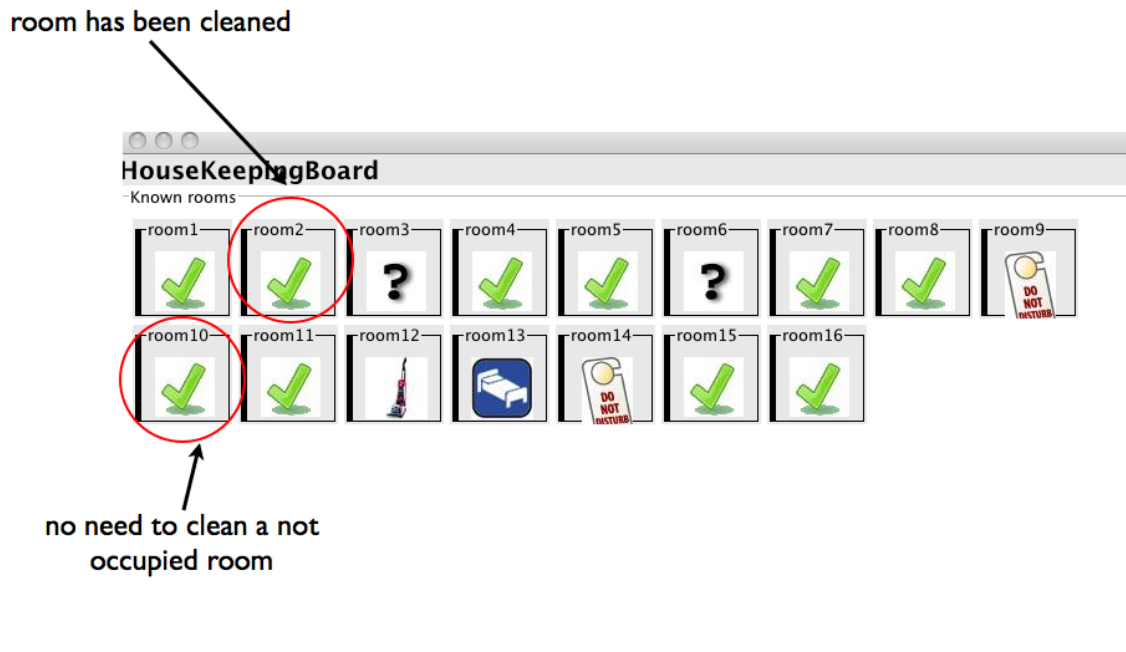 room has been cleaned
HouseKeepingBoard
Known rooms
room1 room2 room3 room4 room5 room6 room7 room8 room9
?
?
DO
NOT
DISTURB
room10 room11 room12 room13 room14 room15 room16
DO
NOT
DISTURB
no need to clean a not
occupied room